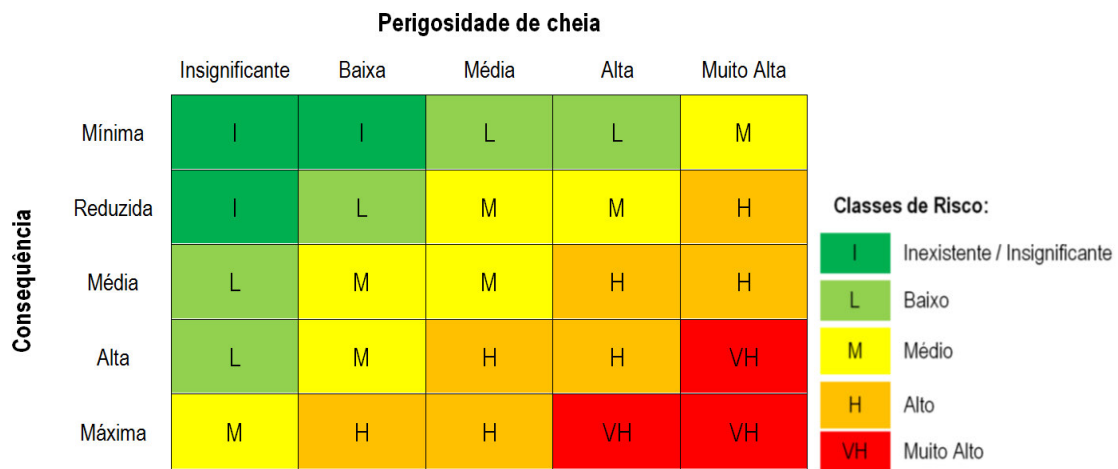 Perigosidade de cheia
Insignificante Baixa Média Alta Muito Alta
Consequência
Mínima I I L L M
Reduzida I L M M H
Média L M M H H
Alta L M H H VH
Máxima M H H VH VH
Classes de Risco:
I Inexistente / Insignificante
L Baixo
M Médio
H Alto
VH Muito Alto